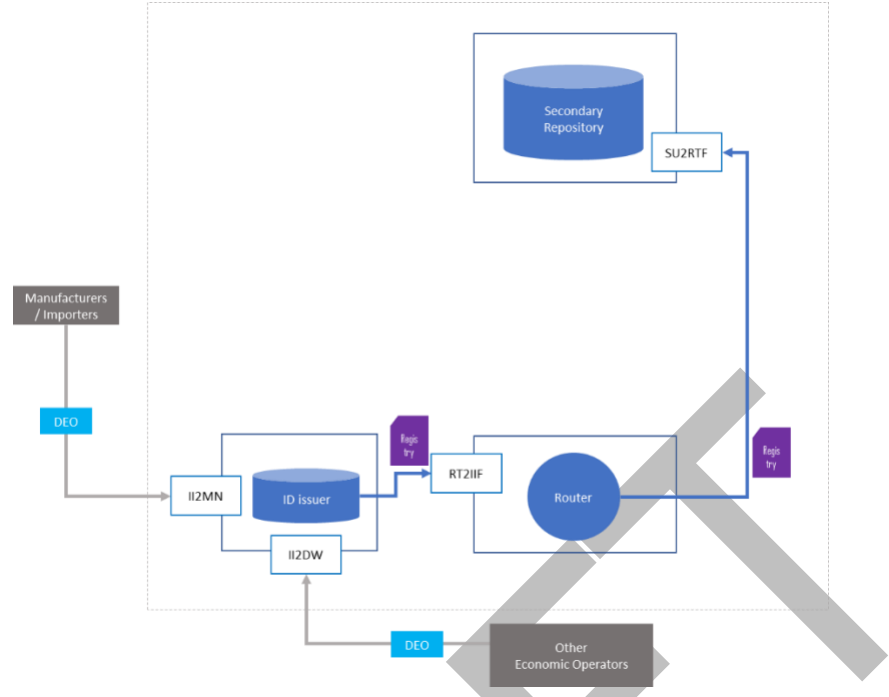 Secondary
Repository
SU2RTF
Manufacturers
/ Importers
DEO
Regis
try
Regis
try
II2MN
ID issuer
RT2IIF
Router
II2DW
DEO
Other
Economic Operators